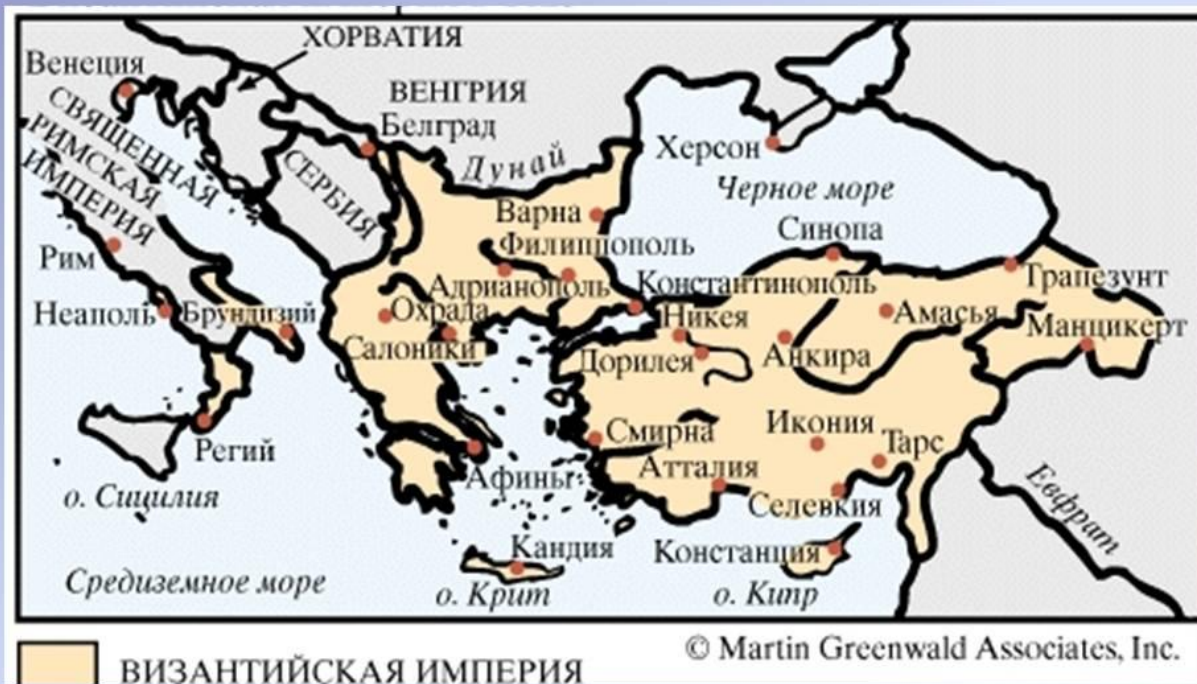 ХОРВАТИЯ
Венеция
ВЕНГРИЯ
Белград
СВЯЩЕННАЯ
РИМСКАЯ
ИМПЕРИЯ
СЕРБИЯ
Дунай
Херсон
Черное море
Варна
Филиппополь
Синопа
Рим
Адрианополь
Константинополь
Трапезунт
Неаполь
Брундизий
Охрада
Никея
Амасья
Манцикерт
Салоники
Дорилея
Анкира
Регий
Смирна
Икония
Тарс
Афины
Атталия
о. Сицилия
Селевкия
Евфрат
Кандия
Констанция
Средиземное море
о. Крит
о. Кипр
© Martin Greenwald Associates, Inc.
ВИЗАНТИЙСКАЯ ИМПЕРИЯ